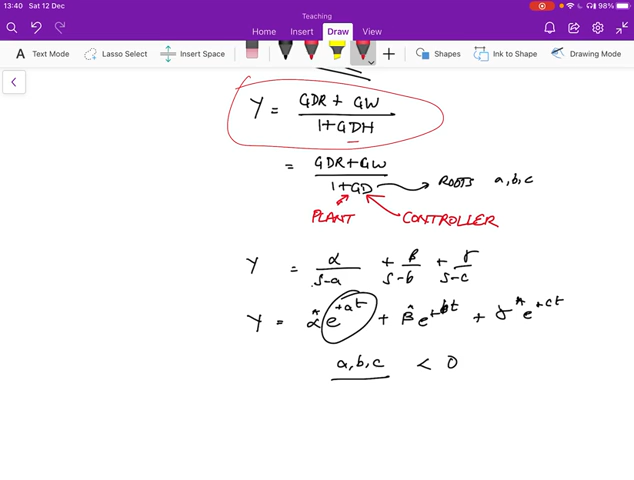 13:40 Sat 12 Dec
98%
Teaching
Home Insert Draw View
Text Mode Lasso Select Insert Space Shapes Ink to Shape Drawing Mode
Y = GDR + GW
1+GDH
= GDR+GW
1+GD → ROOTS a,b,c
PLANT CONTROLLER
Y = α/s-a + β/s-b + γ/s-c
Y = α̂ e^+at + β̂ e^+bt + γ̂ e^+ct
a,b,c < 0